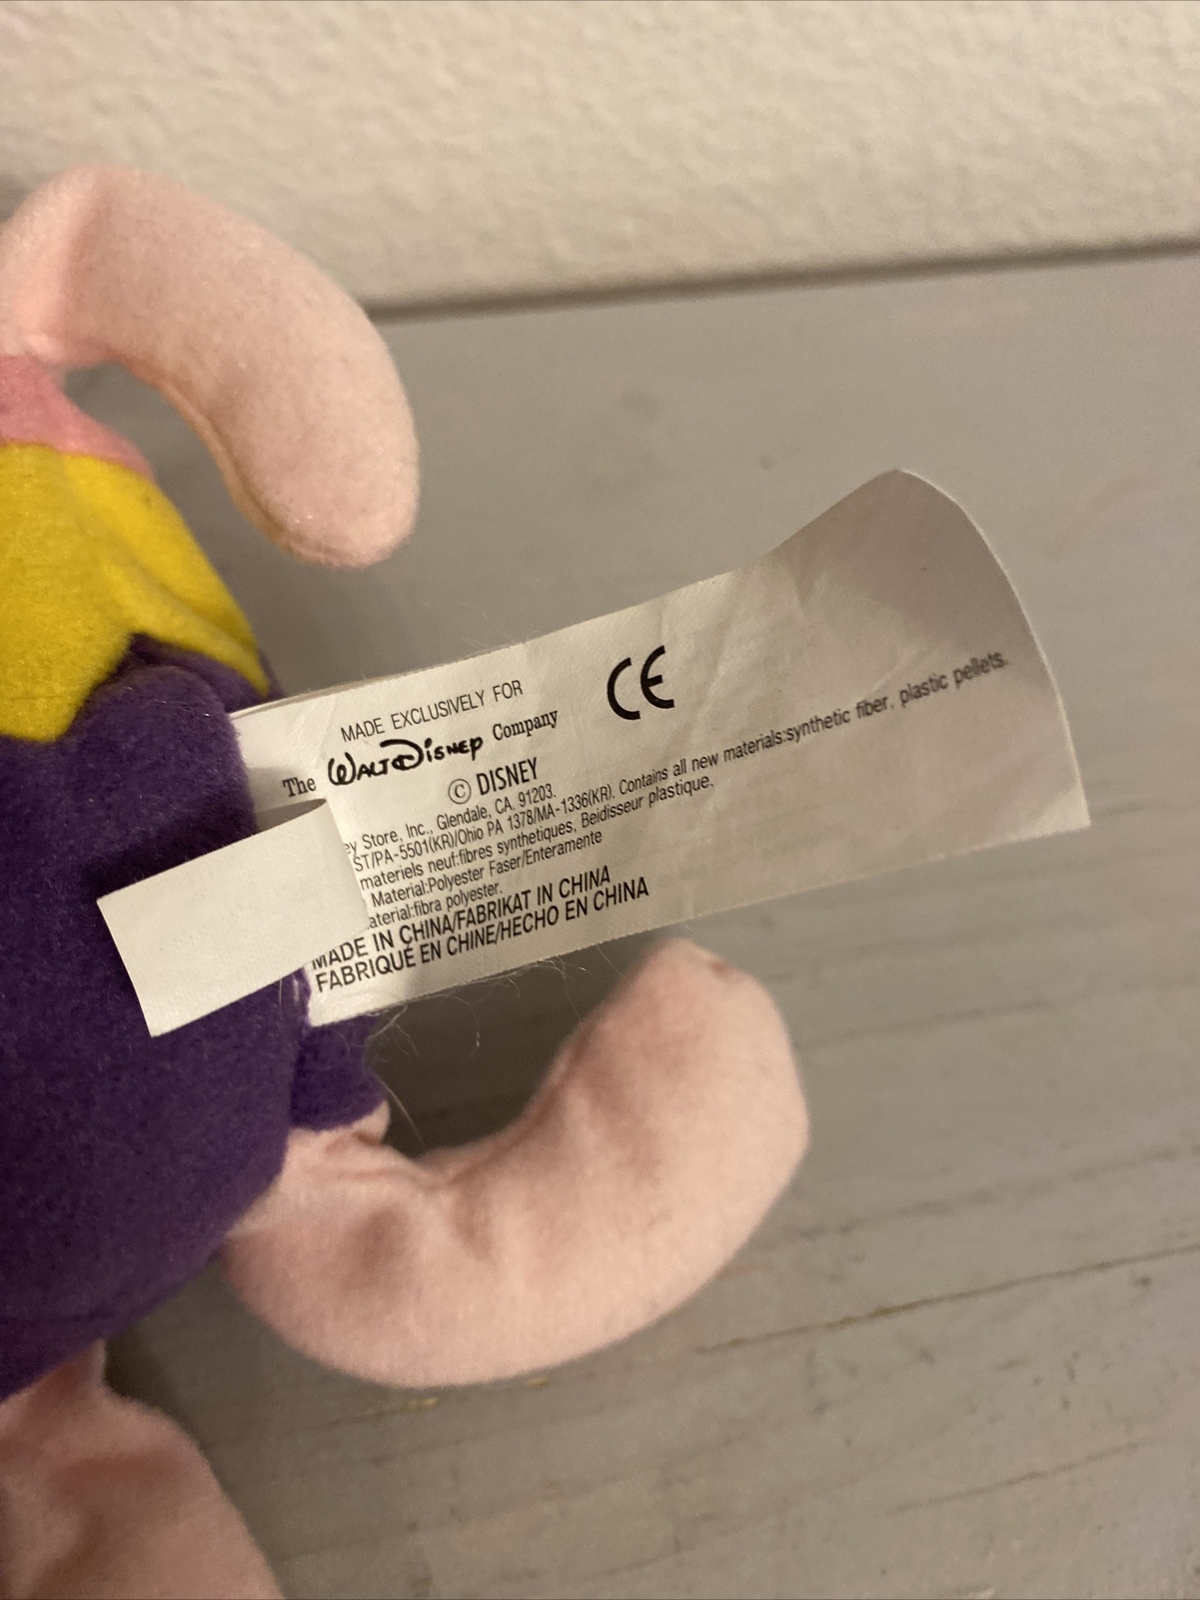 MADE EXCLUSIVELY FOR
The WALT DISNEY Company
CE
© DISNEY
ey Store, Inc., Glendale, CA. 91203.
ST/PA-5501(KR)/Ohio PA 1378/MA-1336(KR). Contains all new materials:synthetic fiber, plastic pellets.
materiels neuf:fibres synthetiques, Beidisseur plastique.
Material:Polyester Faser/Enteramente
aterial:fibra polyester.
MADE IN CHINA/FABRIKAT IN CHINA
FABRIQUÉ EN CHINE/HECHO EN CHINA